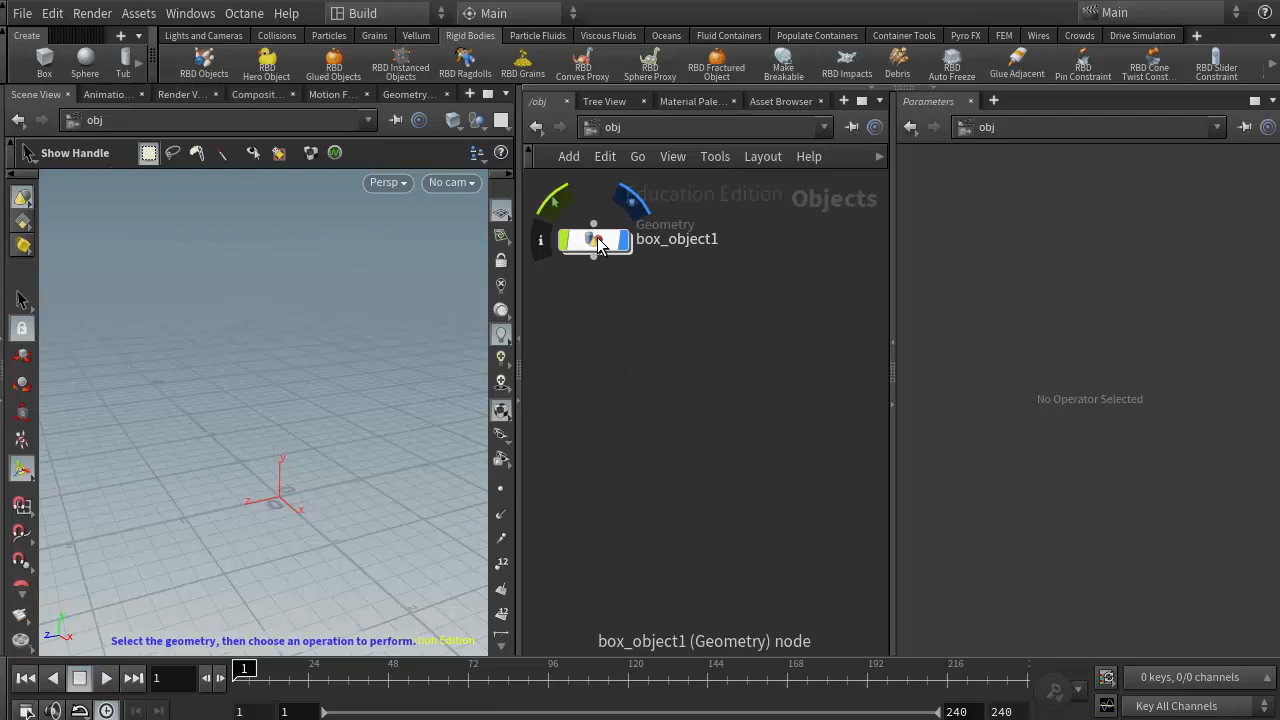 File Edit Render Assets Windows Octane Help Build Main Main
Create Lights and Cameras Collisions Particles Grains Vellum Rigid Bodies Particle Fluids Viscous Fluids Oceans Fluid Containers Populate Containers Container Tools Pyro FX FEM Wires Crowds Drive Simulation
Box Sphere Tub RBD Objects RBD Hero Object RBD Glued Objects RBD Instanced Objects RBD Ragdolls RBD Grains RBD Convex Proxy RBD Sphere Proxy RBD Fractured Object Make Breakable RBD Impacts Debris RBD Auto Freeze Glue Adjacent RBD Pin Constraint RBD Cone Twist Const... RBD Slider Constraint
Scene View Animatio... Render V... Composit... Motion F... Geometry... /obj Tree View Material Pale... Asset Browser Parameters
obj obj obj
Show Handle Add Edit Go View Tools Layout Help
Persp No cam Education Edition Objects
Geometry
box_object1
No Operator Selected
y
z x
0
12
12
z x
Select the geometry, then choose an operation to perform. tion Edition
box_object1 (Geometry) node
1 1 24 48 72 96 120 144 168 192 216 2
0 keys, 0/0 channels
1 1 240 240 Key All Channels